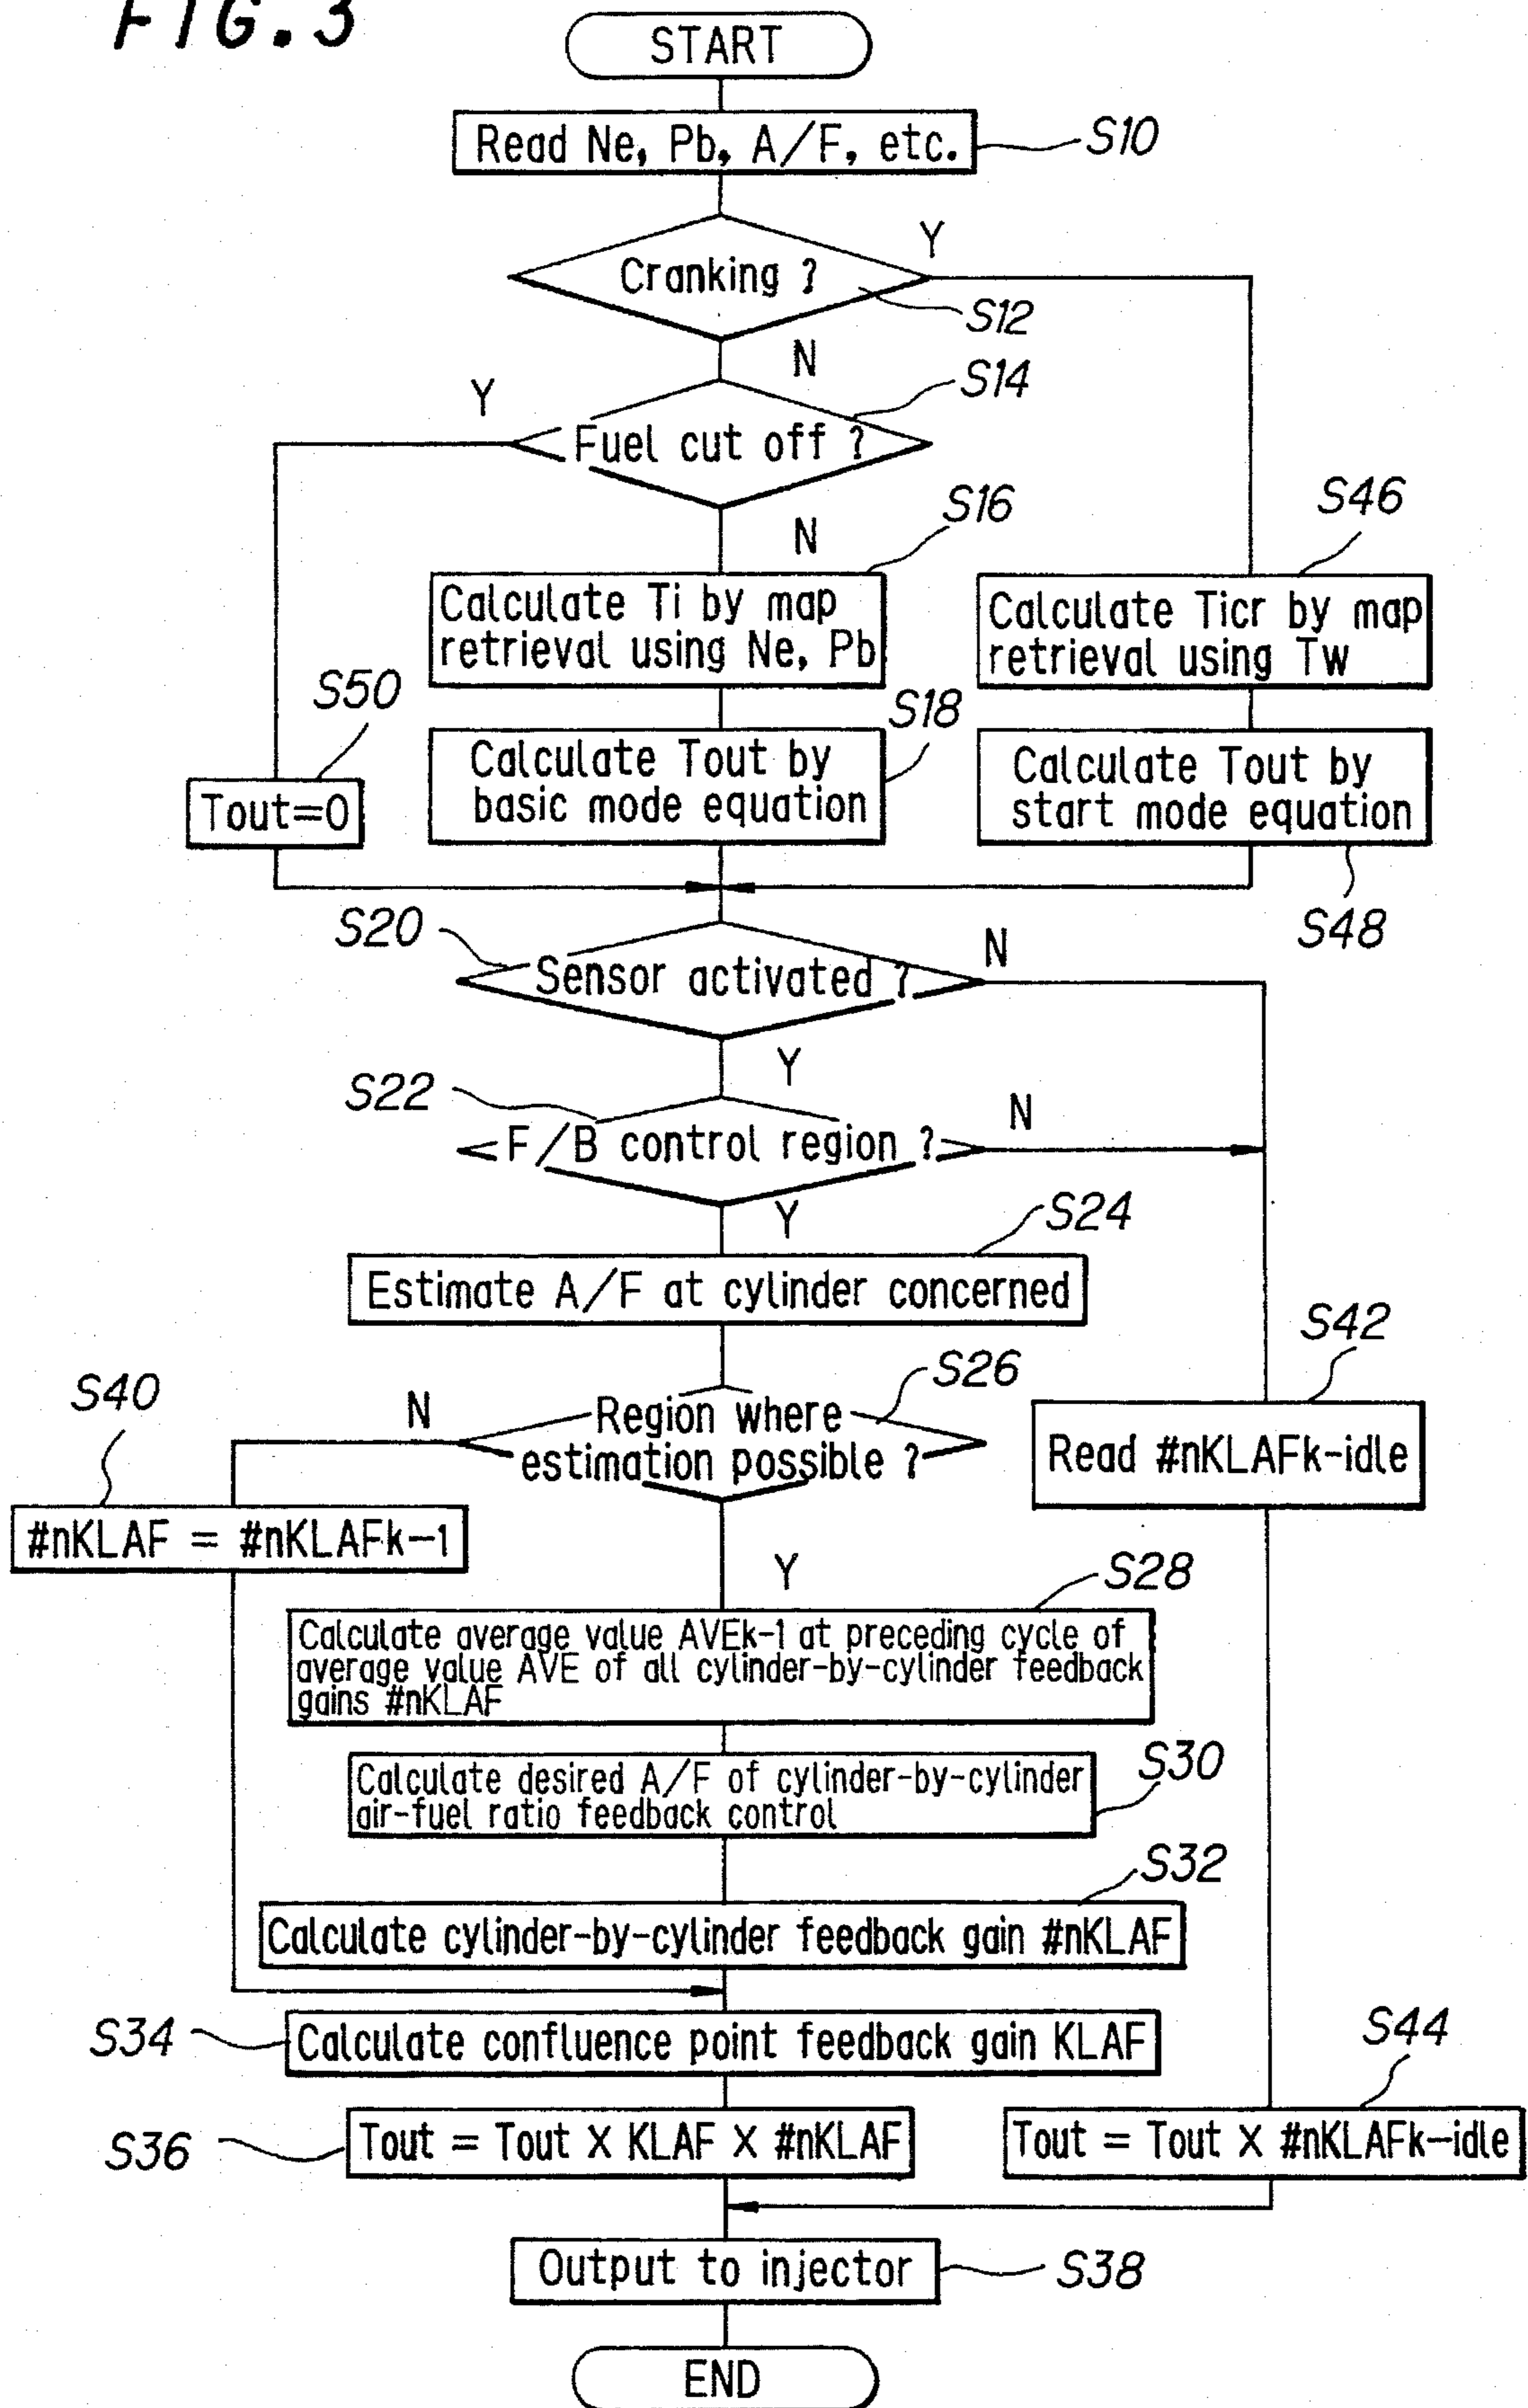 FIG.3
START
Read Ne, Pb, A/F, etc.
S10
Cranking ?
Y
S12
N
S14
Y
Fuel cut off ?
N
S16
S46
Calculate Ti by map
retrieval using Ne, Pb
Calculate Ticr by map
retrieval using Tw
S50
S18
Tout=0
Calculate Tout by
basic mode equation
Calculate Tout by
start mode equation
S48
S20
Sensor activated ?
N
Y
S22
F/B control region ?
N
Y
S24
Estimate A/F at cylinder concerned
S42
S26
S40
N
Region where
estimation possible ?
Read #nKLAFk-idle
#nKLAF = #nKLAFk-1
Y
S28
Calculate average value AVEk-1 at preceding cycle of
average value AVE of all cylinder-by-cylinder feedback
gains #nKLAF
S30
Calculate desired A/F of cylinder-by-cylinder
air-fuel ratio feedback control
S32
Calculate cylinder-by-cylinder feedback gain #nKLAF
S34
Calculate confluence point feedback gain KLAF
S44
S36
Tout = Tout X KLAF X #nKLAF
Tout = Tout X #nKLAFk-idle
Output to injector
S38
END